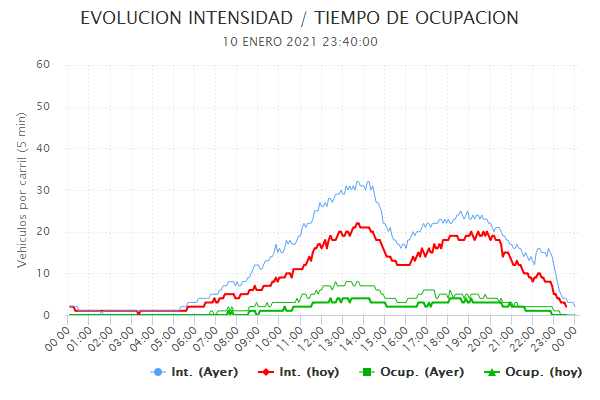 EVOLUCION INTENSIDAD / TIEMPO DE OCUPACION
10 ENERO 2021 23:40:00
Vehículos por carril (5 min)
60
50
40
30
20
10
0
00:00 01:00 02:00 03:00 04:00 05:00 06:00 07:00 08:00 09:00 10:00 11:00 12:00 13:00 14:00 15:00 16:00 17:00 18:00 19:00 20:00 21:00 22:00 23:00 00:00
Int. (Ayer) Int. (hoy) Ocup. (Ayer) Ocup. (hoy)